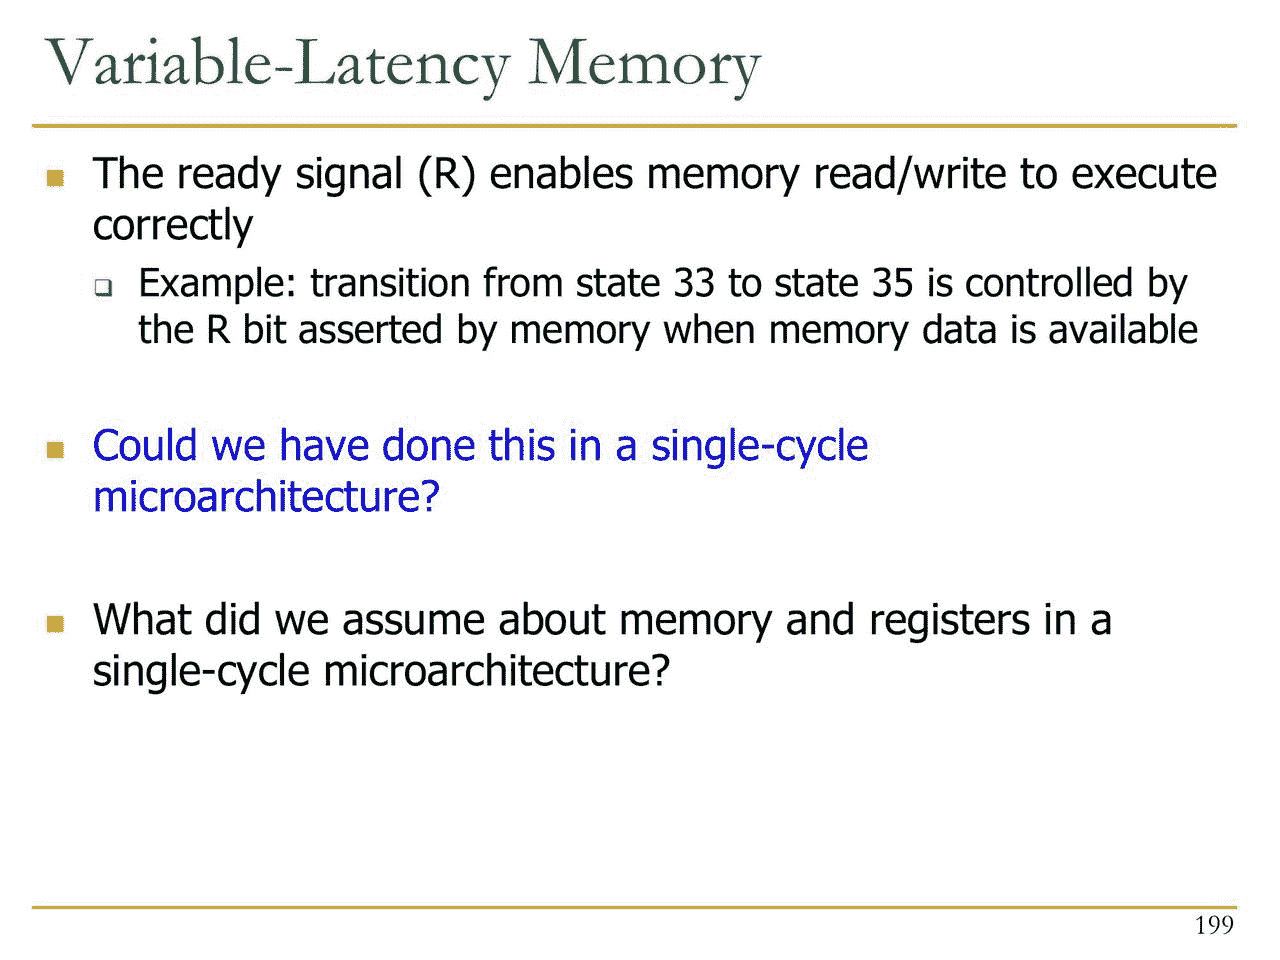 Variable-Latency Memory
The ready signal (R) enables memory read/write to execute
correctly
Example: transition from state 33 to state 35 is controlled by
the R bit asserted by memory when memory data is available
Could we have done this in a single-cycle
microarchitecture?
What did we assume about memory and registers in a
single-cycle microarchitecture?
199